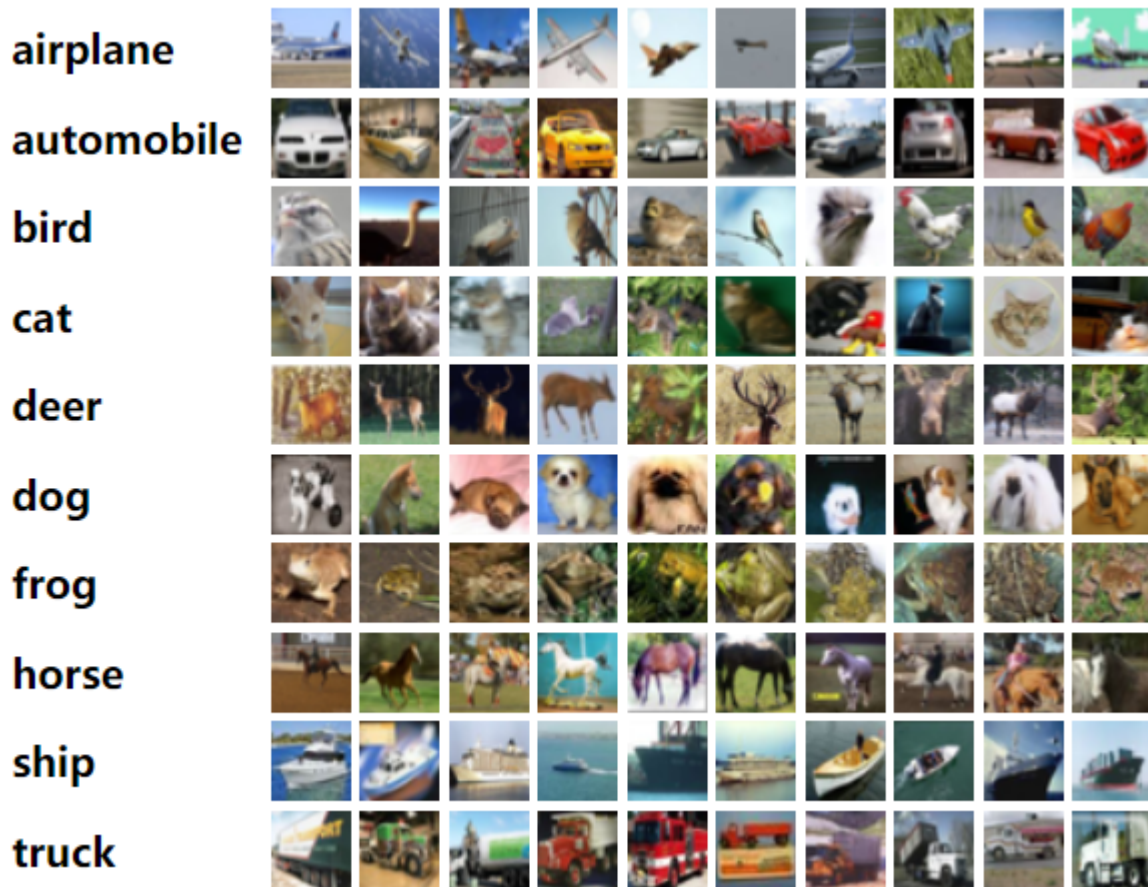 airplane
automobile
bird
cat
deer
dog
frog
horse
ship
truck